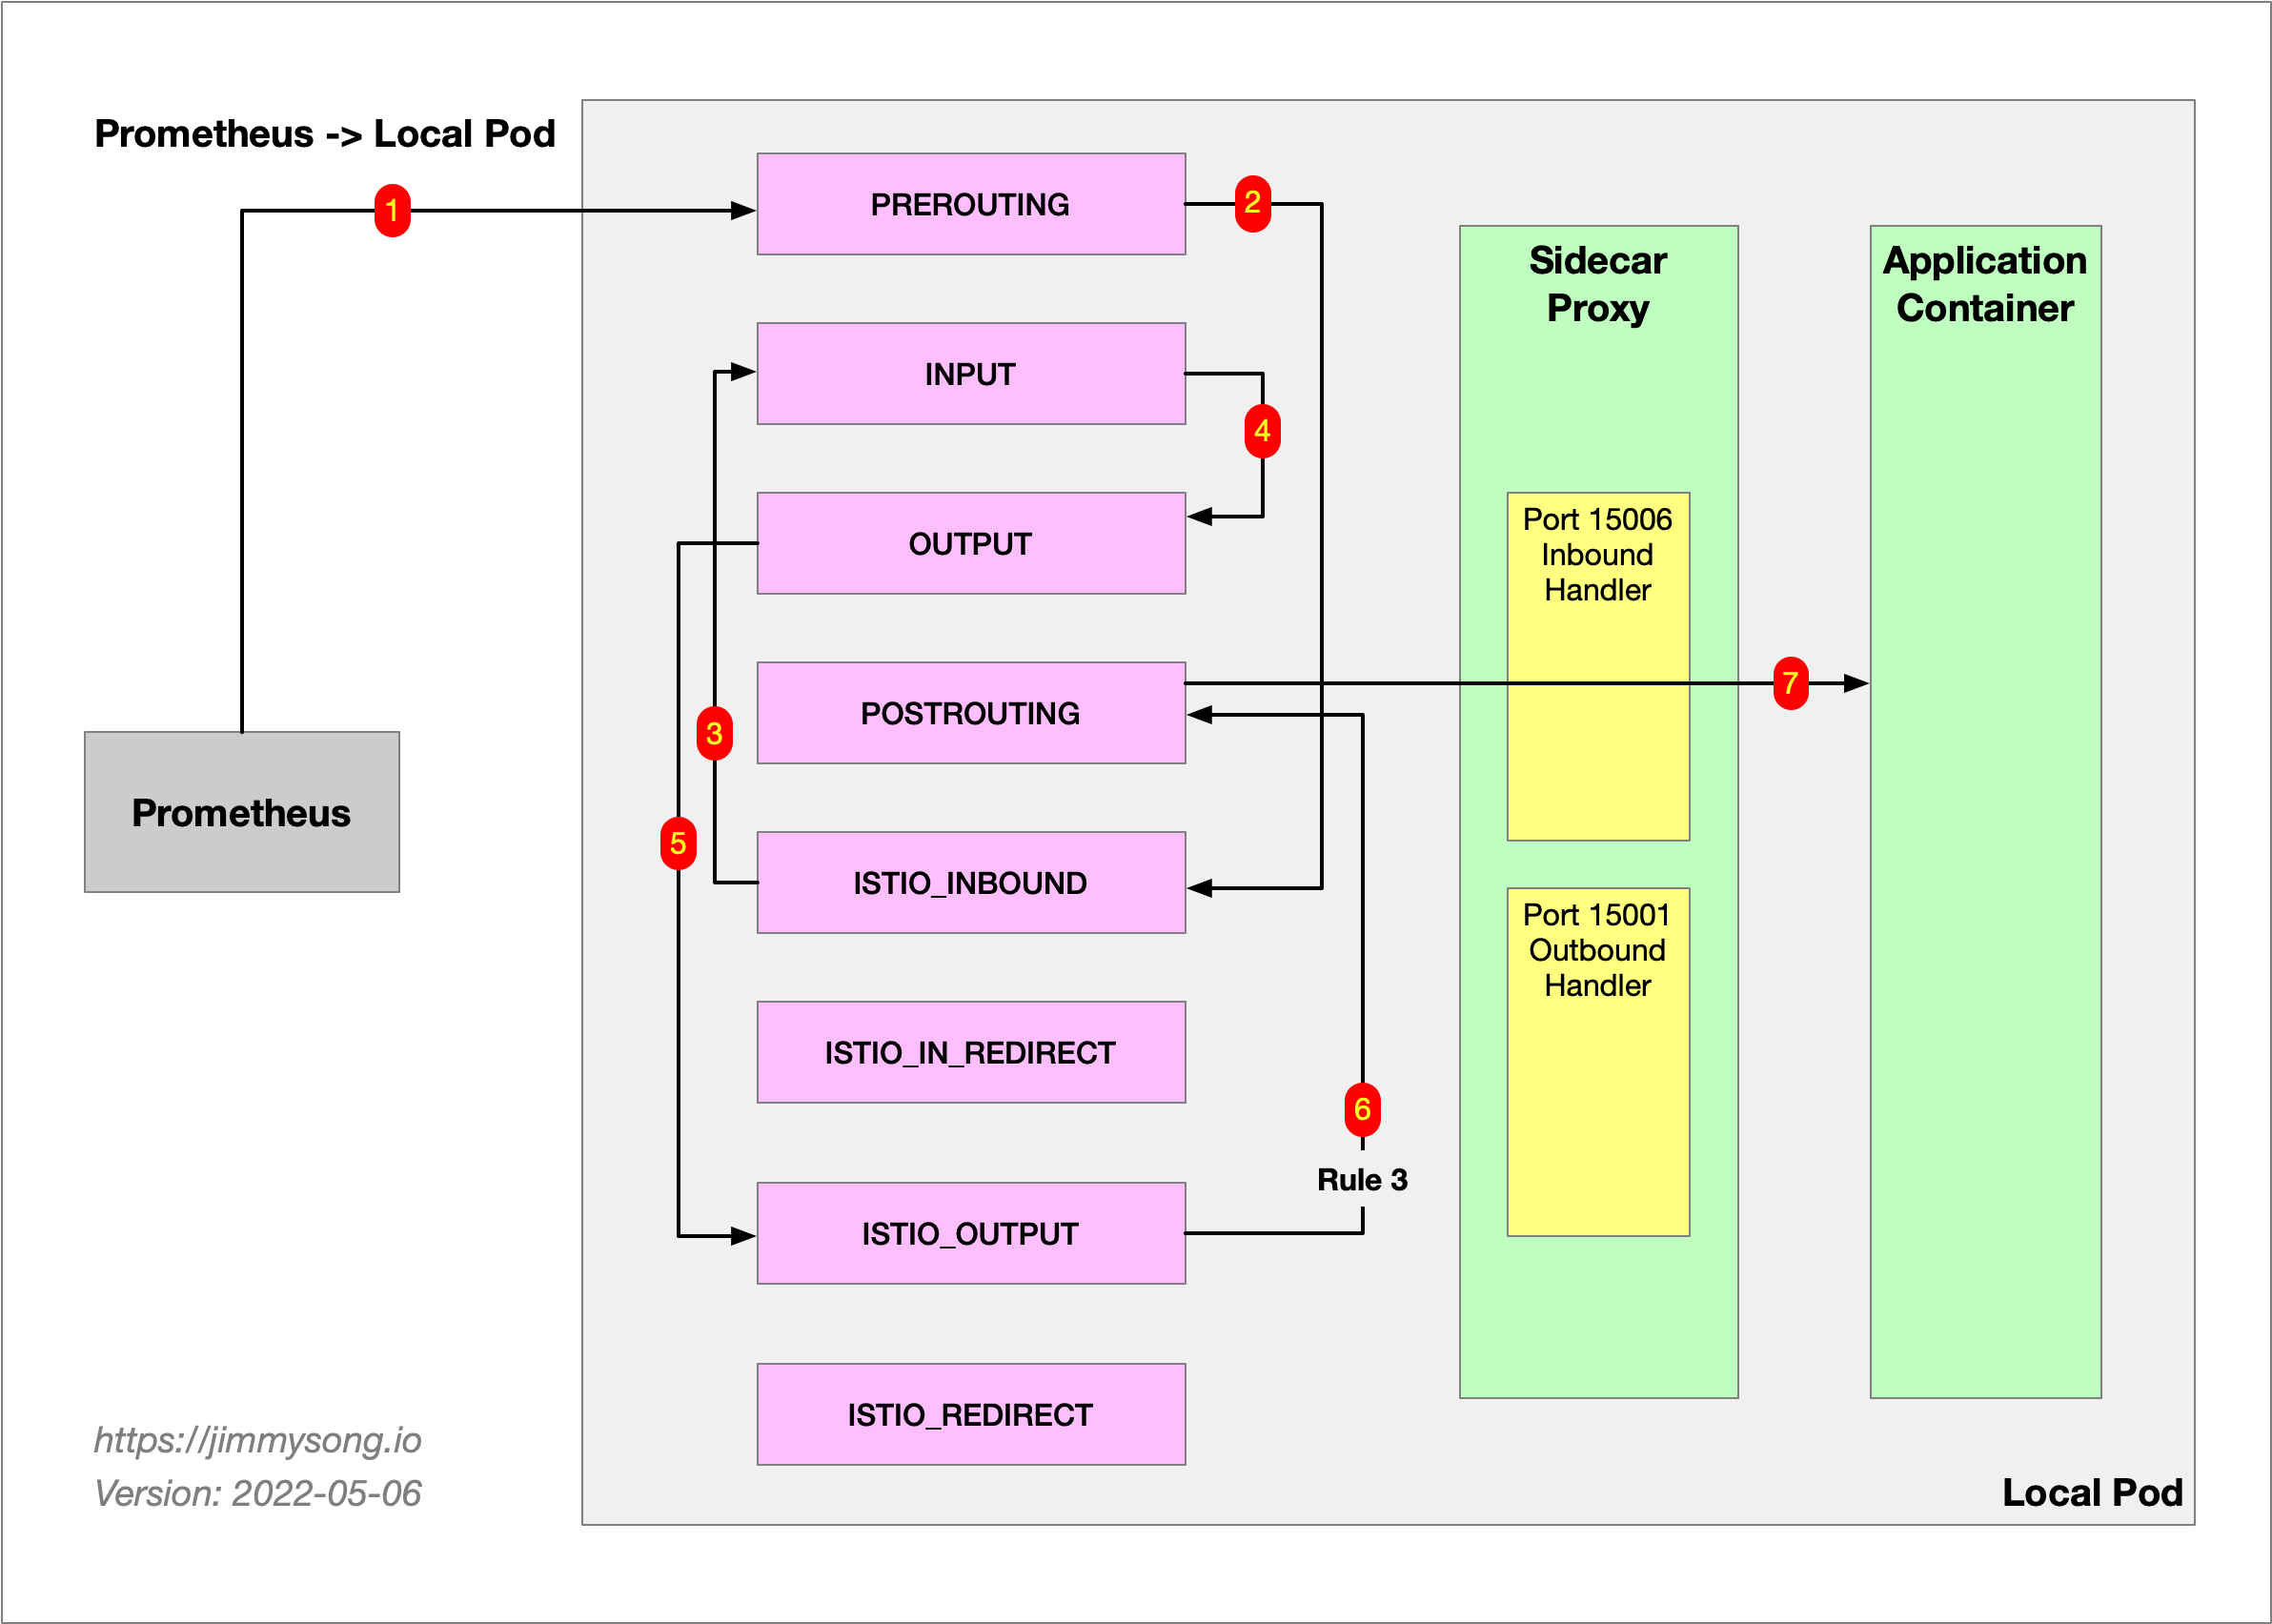 Prometheus -> Local Pod
1
PREROUTING
2
Sidecar
Proxy
Application
Container
INPUT
4
OUTPUT
Port 15006
Inbound
Handler
POSTROUTING
7
3
Prometheus
5
ISTIO_INBOUND
Port 15001
Outbound
Handler
ISTIO_IN_REDIRECT
6
Rule 3
ISTIO_OUTPUT
ISTIO_REDIRECT
https://jimmysong.io
Version: 2022-05-06
Local Pod